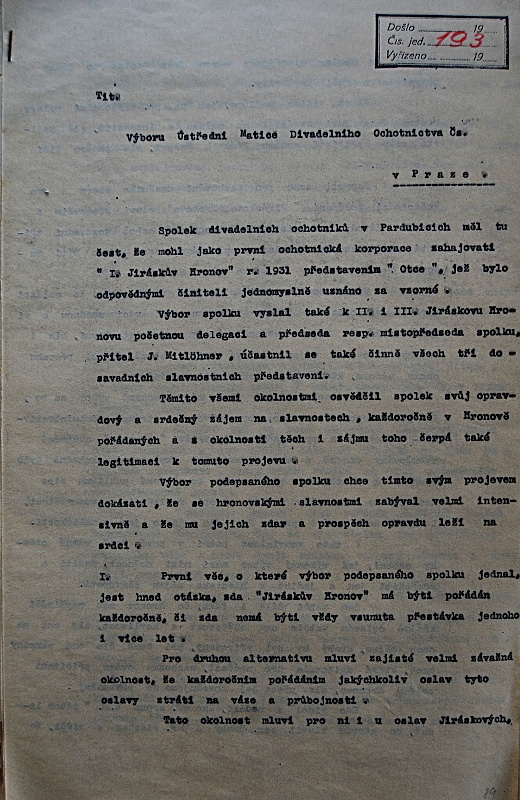 Došlo 19
Čís. jed. 193
Vyřízeno 19
Tit.
Výboru Ústřední Matice Divadelního Ochotnictva Čs.
v Praze .
Spolek divadelních ochotníků v Pardubicích měl tu
čest, že mohl jako první ochotnická korporace zahajovati
" I. Jiráskův Hronov" r. 1931 představením " Otce ", jež bylo
odpovědnými činiteli jednomyslně uznáno za vzorné .
Výbor spolku vyslal také k II. i III. Jiráskovu Hro-
novu početnou delegaci a předseda resp. místopředseda spolku,
přítel J. Mitlöhner , účastnil se také činně všech tří do -
savadních slavnostních představení.
Těmito všemi okolnostmi osvědčil spolek svůj oprav-
dový a srdečný zájem na slavnostech , každoročně v Hronově
pořádaných a z okolnosti těch i zájmu toho čerpá také
legitimaci k tomuto projevu .
Výbor podepsaného spolku chce tímto svým projevem
dokázati , že se hronovskými slavnostmi zabýval velmi inten-
sivně a že mu jejich zdar a prospěch opravdu leží na
srdci .
I. První věc, o které výbor podepsaného spolku jednal,
jest hned otázka, zda "Jiráskův Hronov" má býti pořádán
každoročně, či zda nemá býti vždy vsunuta přestávka jednoho
i více let .
Pro druhou alternativu mluví zajisté velmi závažná
okolnost, že každoročním pořádáním jakýchkoliv oslav tyto
oslavy ztrátí na váze a průbojnosti .
Tato okolnost mluví pro ni i u oslav Jiráskových,
89